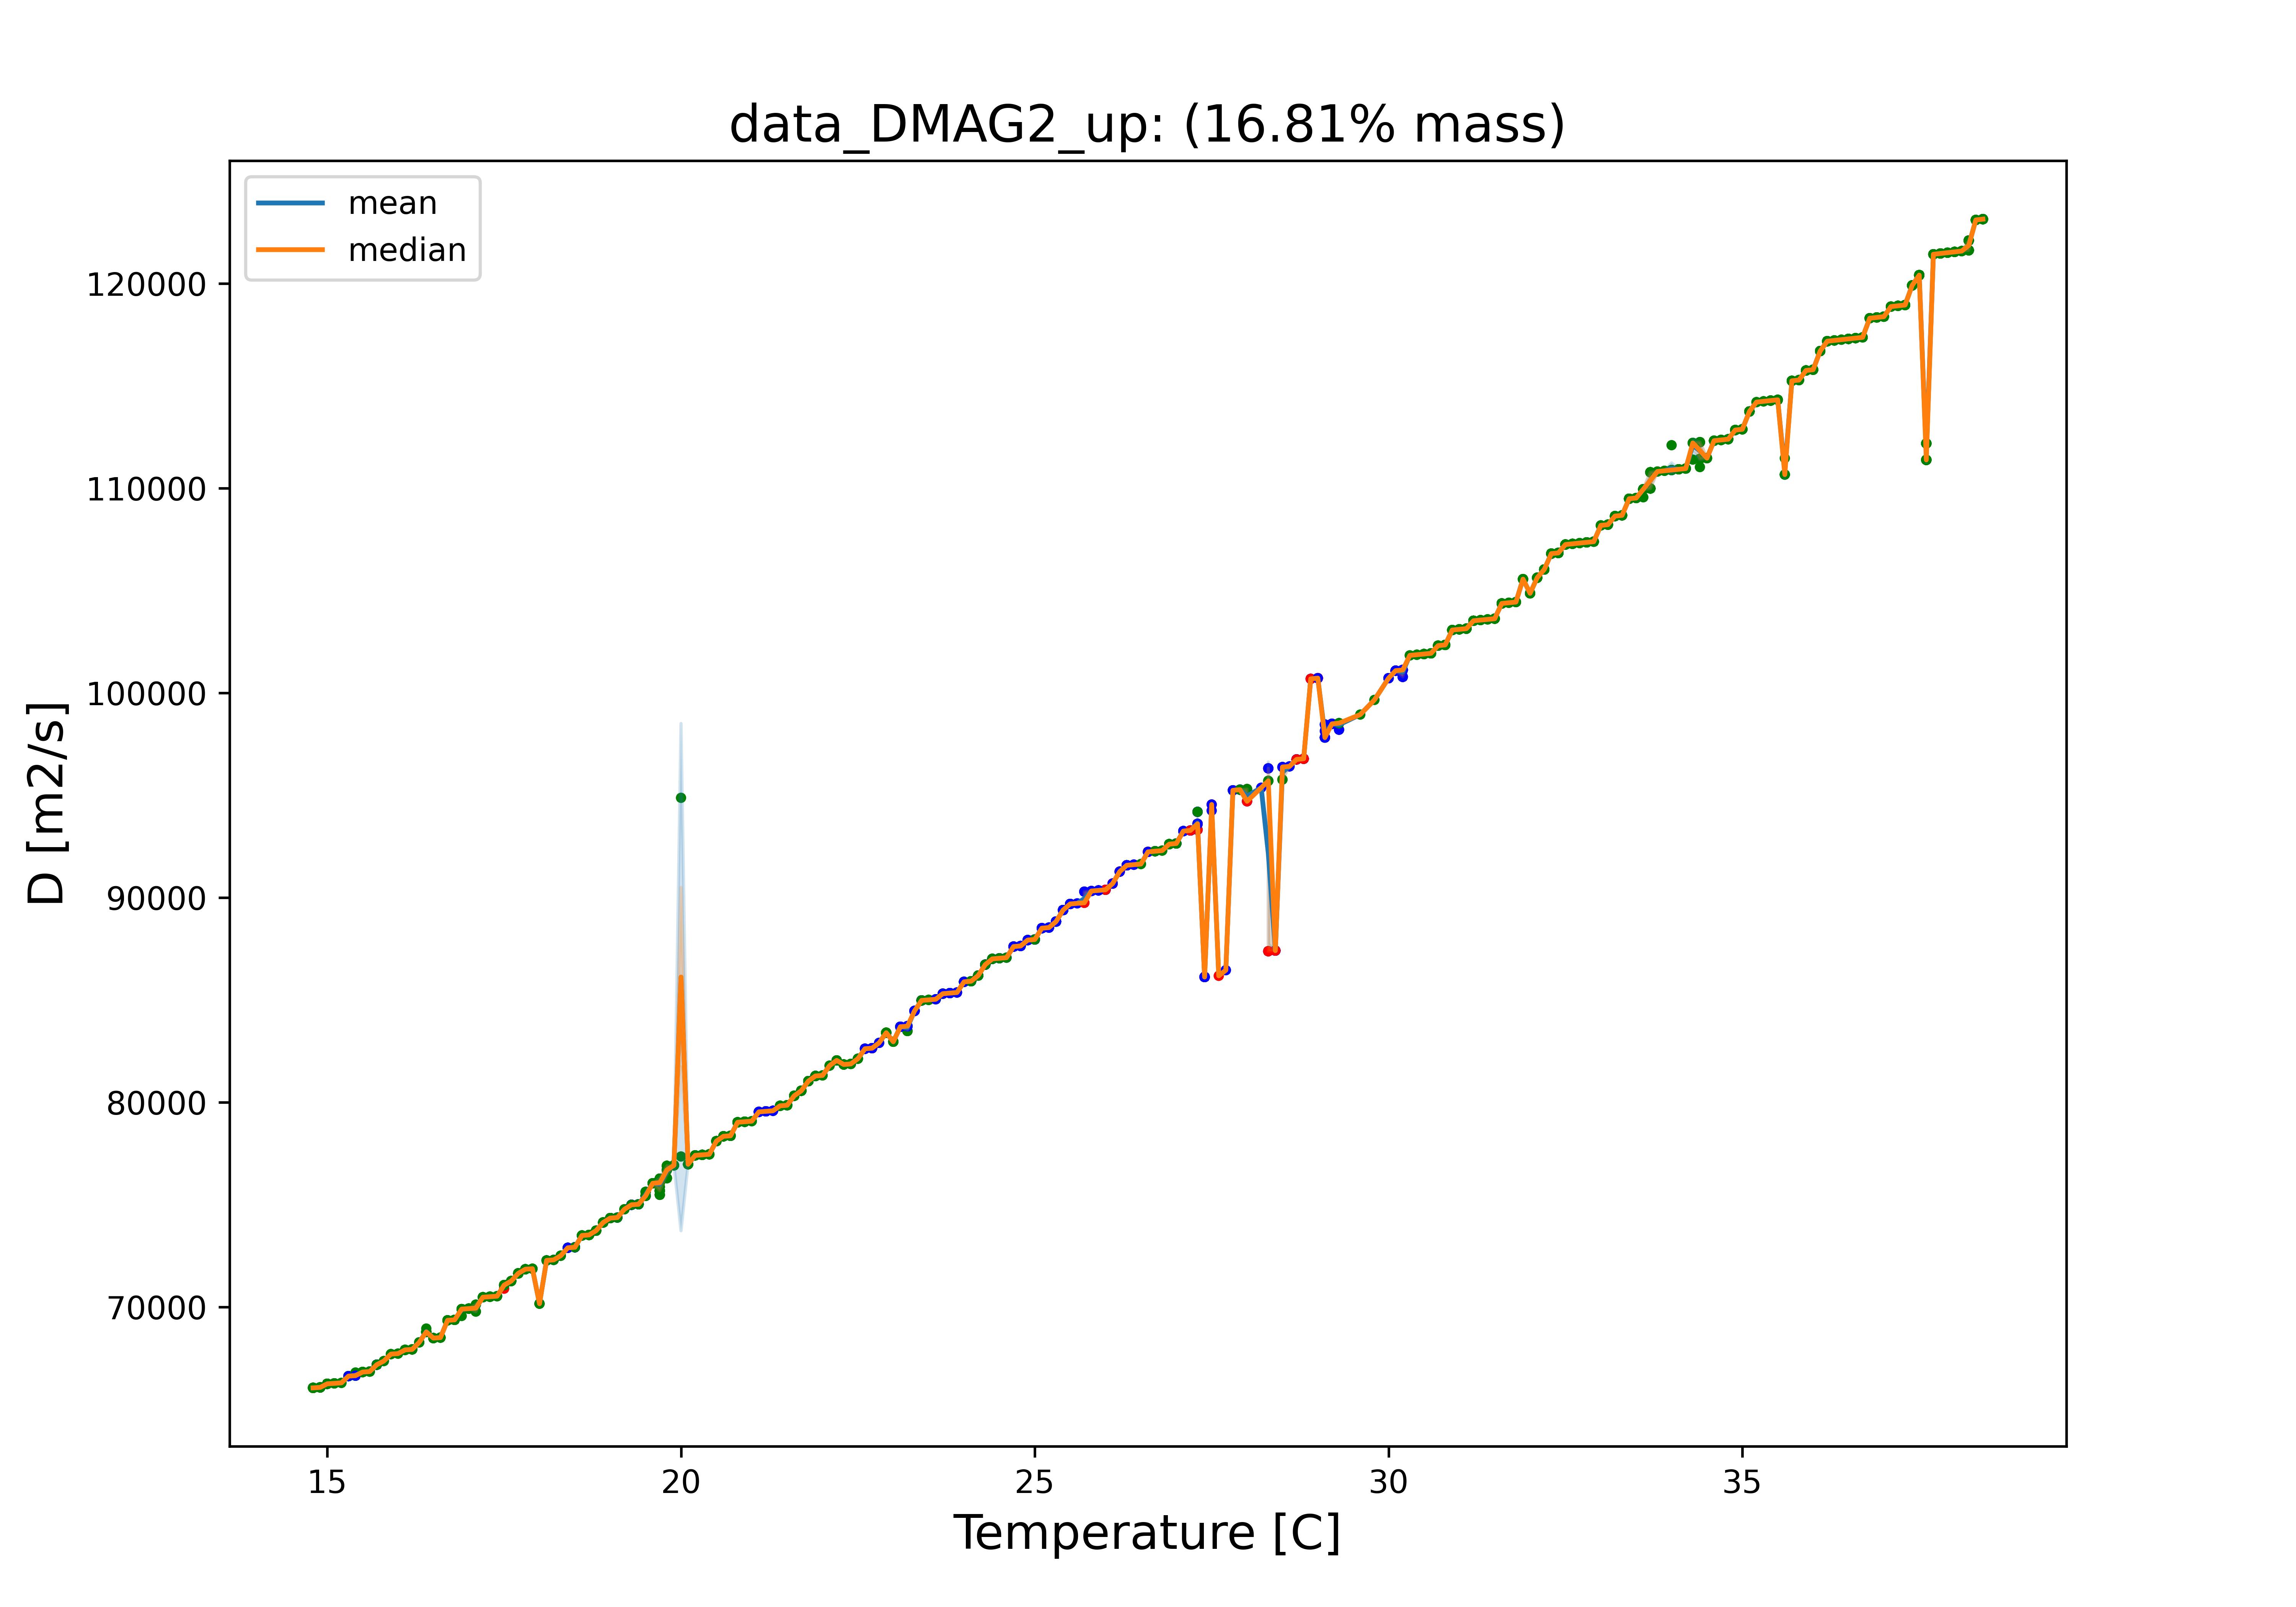 data_DMAG2_up: (16.81% mass)
mean
median
120000
110000
100000
90000
80000
70000
D [m2/s]
15 20 25 30 35
Temperature [C]